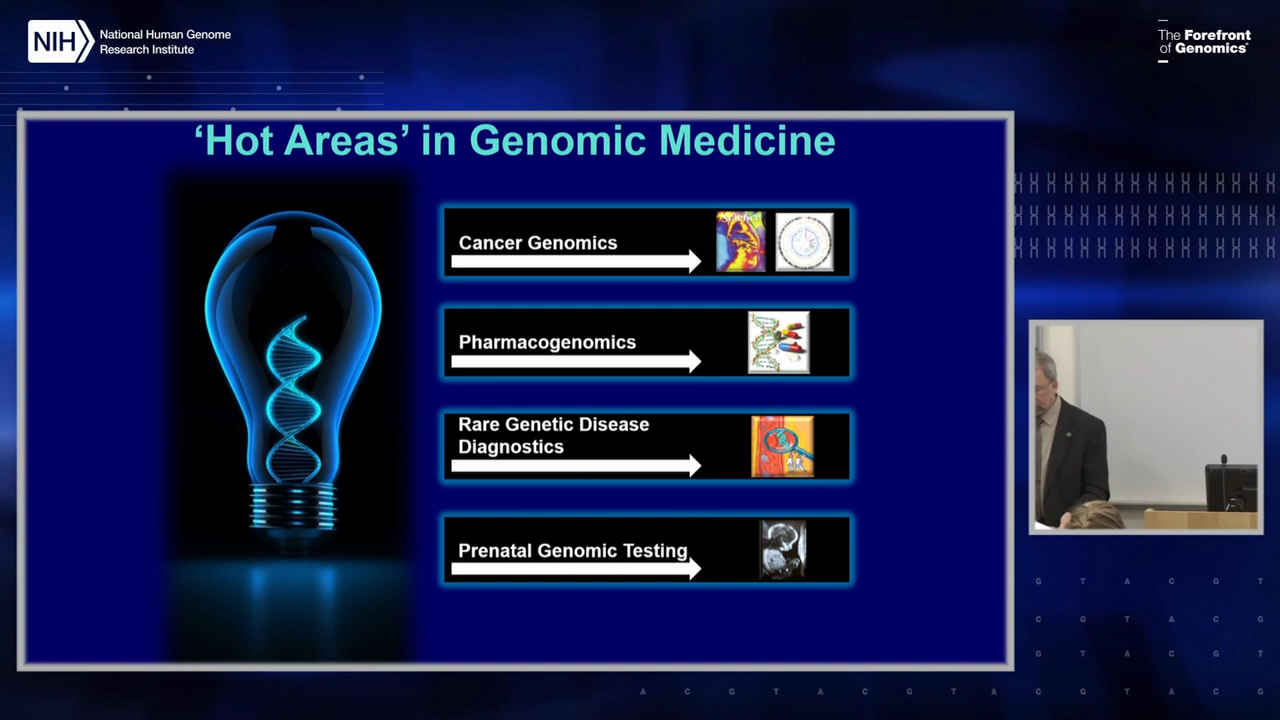 NIH
National Human Genome
Research Institute
The Forefront
of Genomics®
‘Hot Areas’ in Genomic Medicine
Cancer Genomics
Science
Pharmacogenomics
Rare Genetic Disease
Diagnostics
Prenatal Genomic Testing
G T A C G T
C G T A C G
G T A C G T
A C G T A C G T A C G T A C G